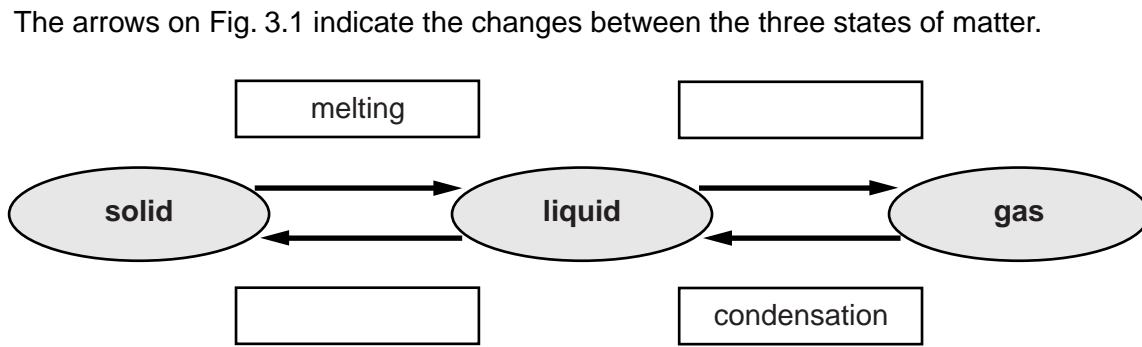 The arrows on Fig. 3.1 indicate the changes between the three states of matter.
melting
solid
liquid
gas
condensation